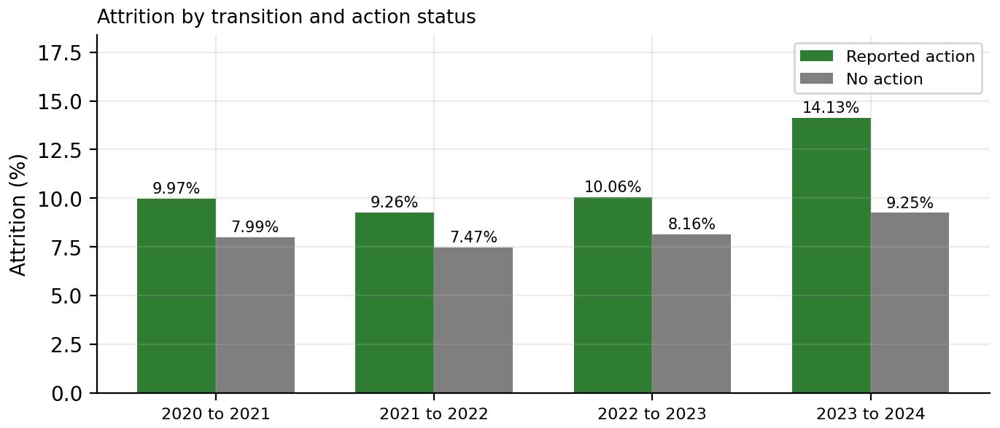 Attrition by transition and action status
Attrition (%)
17.5
15.0
12.5
10.0
7.5
5.0
2.5
0.0
Reported action
No action
9.97%
7.99%
9.26%
7.47%
10.06%
8.16%
14.13%
9.25%
2020 to 2021
2021 to 2022
2022 to 2023
2023 to 2024